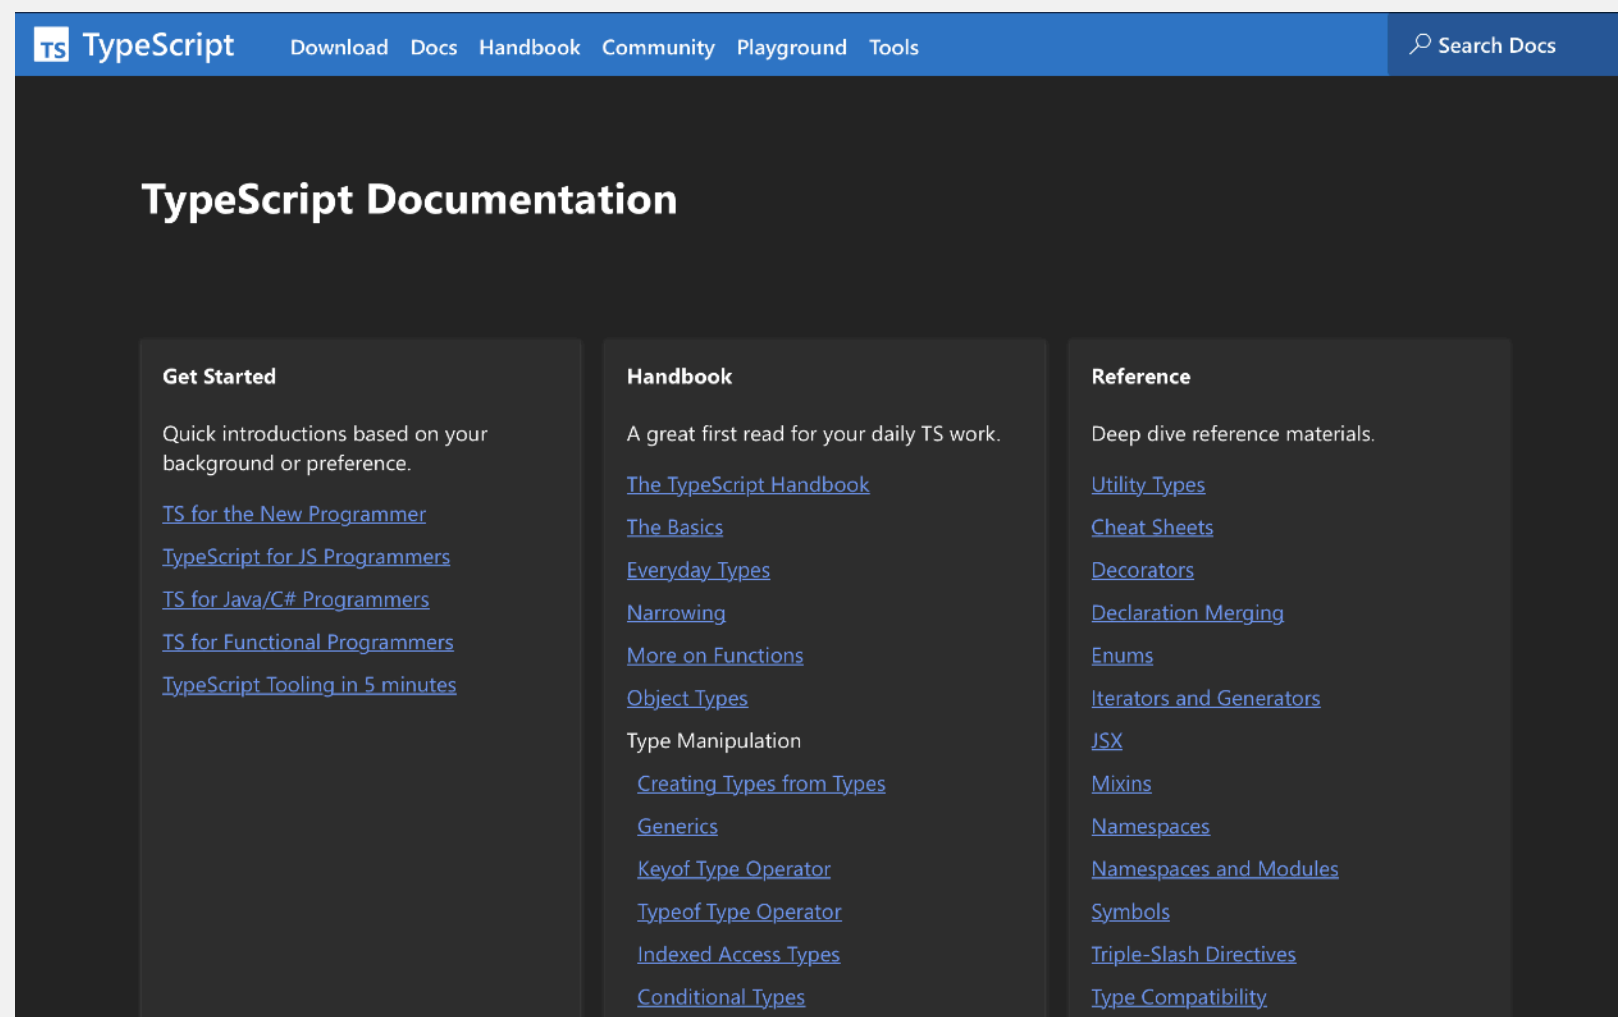 TS TypeScript Download Docs Handbook Community Playground Tools Search Docs
TypeScript Documentation
Get Started
Quick introductions based on your
background or preference.
TS for the New Programmer
TypeScript for JS Programmers
TS for Java/C# Programmers
TS for Functional Programmers
TypeScript Tooling in 5 minutes
Handbook
A great first read for your daily TS work.
The TypeScript Handbook
The Basics
Everyday Types
Narrowing
More on Functions
Object Types
Type Manipulation
Creating Types from Types
Generics
Keyof Type Operator
Typeof Type Operator
Indexed Access Types
Conditional Types
Reference
Deep dive reference materials.
Utility Types
Cheat Sheets
Decorators
Declaration Merging
Enums
Iterators and Generators
JSX
Mixins
Namespaces
Namespaces and Modules
Symbols
Triple-Slash Directives
Type Compatibility